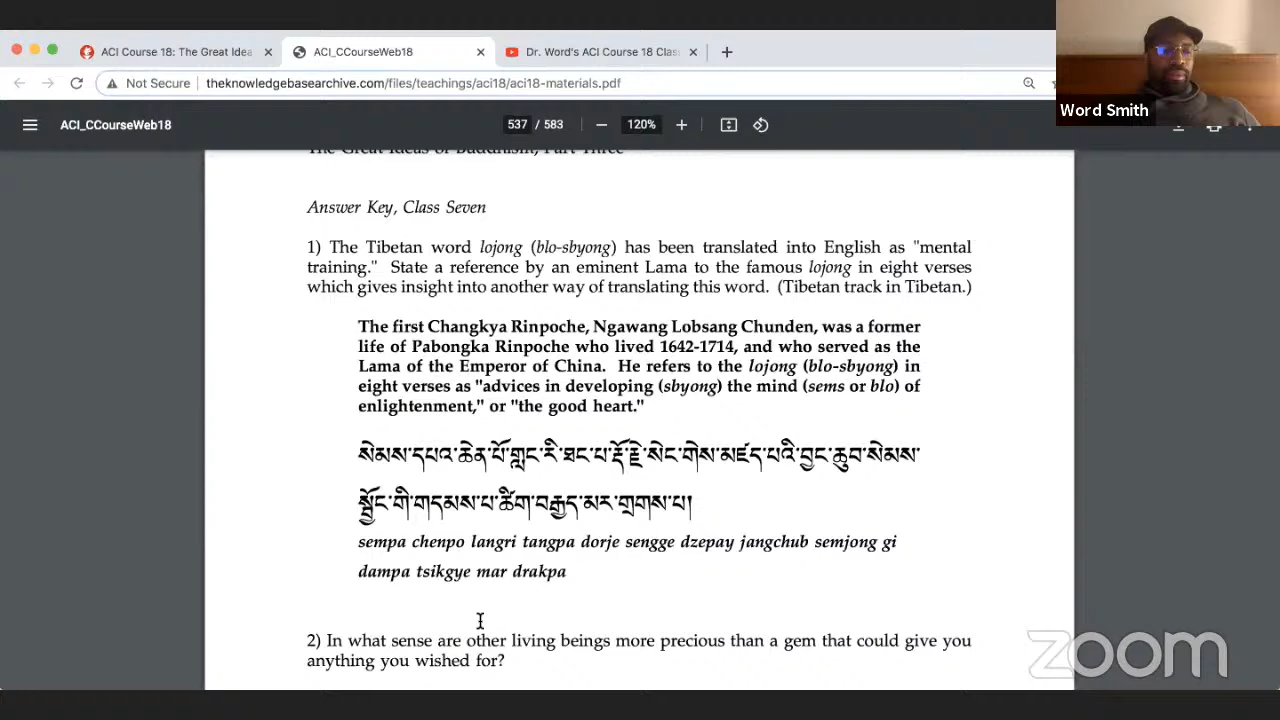 ACI Course 18: The Great Idea
ACI_CCourseWeb18
Dr. Word's ACI Course 18 Clas
Not Secure
theknowledgebasearchive.com/files/teachings/aci18/aci18-materials.pdf
Word Smith
ACI_CCourseWeb18
537 / 583
120%
The Great Ideas of Buddhism, Part Three
Answer Key, Class Seven
1) The Tibetan word lojong (blo-sbyong) has been translated into English as "mental
training." State a reference by an eminent Lama to the famous lojong in eight verses
which gives insight into another way of translating this word. (Tibetan track in Tibetan.)
The first Changkya Rinpoche, Ngawang Lobsang Chunden, was a former
life of Pabongka Rinpoche who lived 1642-1714, and who served as the
Lama of the Emperor of China. He refers to the lojong (blo-sbyong) in
eight verses as "advices in developing (sbyong) the mind (sems or blo) of
enlightenment," or "the good heart."
སེམས་དཔའ་ཆེན་པོ་གླང་རི་ཐང་པ་རྡོ་རྗེ་སེང་གེས་མཛད་པའི་བྱང་ཆུབ་སེམས་
སྦྱོང་གི་གདམས་པ་ཚིག་བརྒྱད་མར་གྲགས་པ།
sempa chenpo langri tangpa dorje sengge dzepay jangchub semjong gi
dampa tsikgye mar drakpa
2) In what sense are other living beings more precious than a gem that could give you
anything you wished for?
zoom